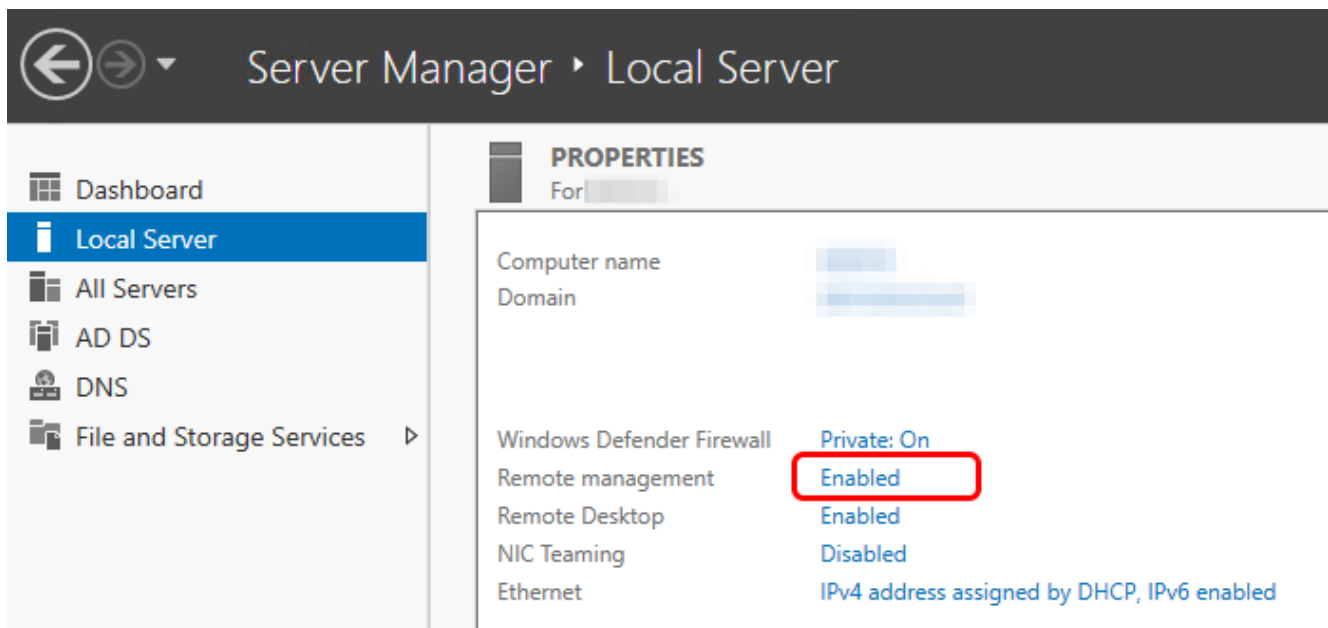 Server Manager ‣ Local Server
Dashboard
Local Server
All Servers
AD DS
DNS
File and Storage Services
PROPERTIES
For
Computer name
Domain
Windows Defender Firewall Private: On
Remote management Enabled
Remote Desktop Enabled
NIC Teaming Disabled
Ethernet IPv4 address assigned by DHCP, IPv6 enabled